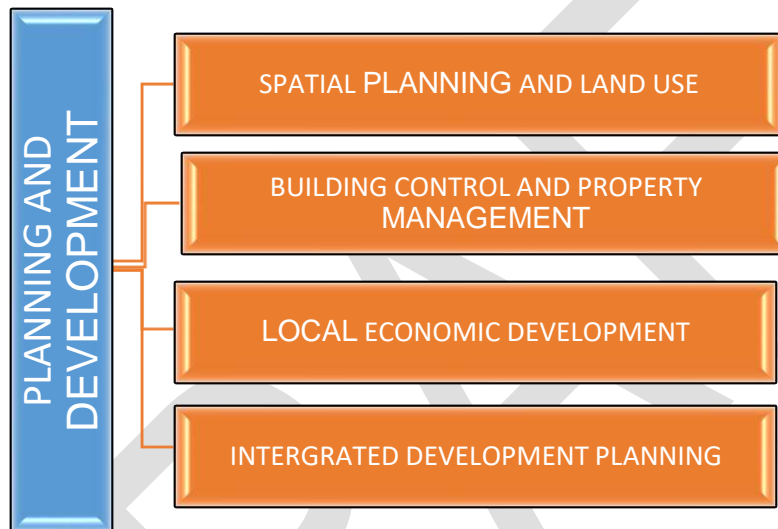 PLANNING AND
DEVELOPMENT
SPATIAL PLANNING AND LAND USE
BUILDING CONTROL AND PROPERTY
MANAGEMENT
LOCAL ECONOMIC DEVELOPMENT
INTERGRATED DEVELOPMENT PLANNING